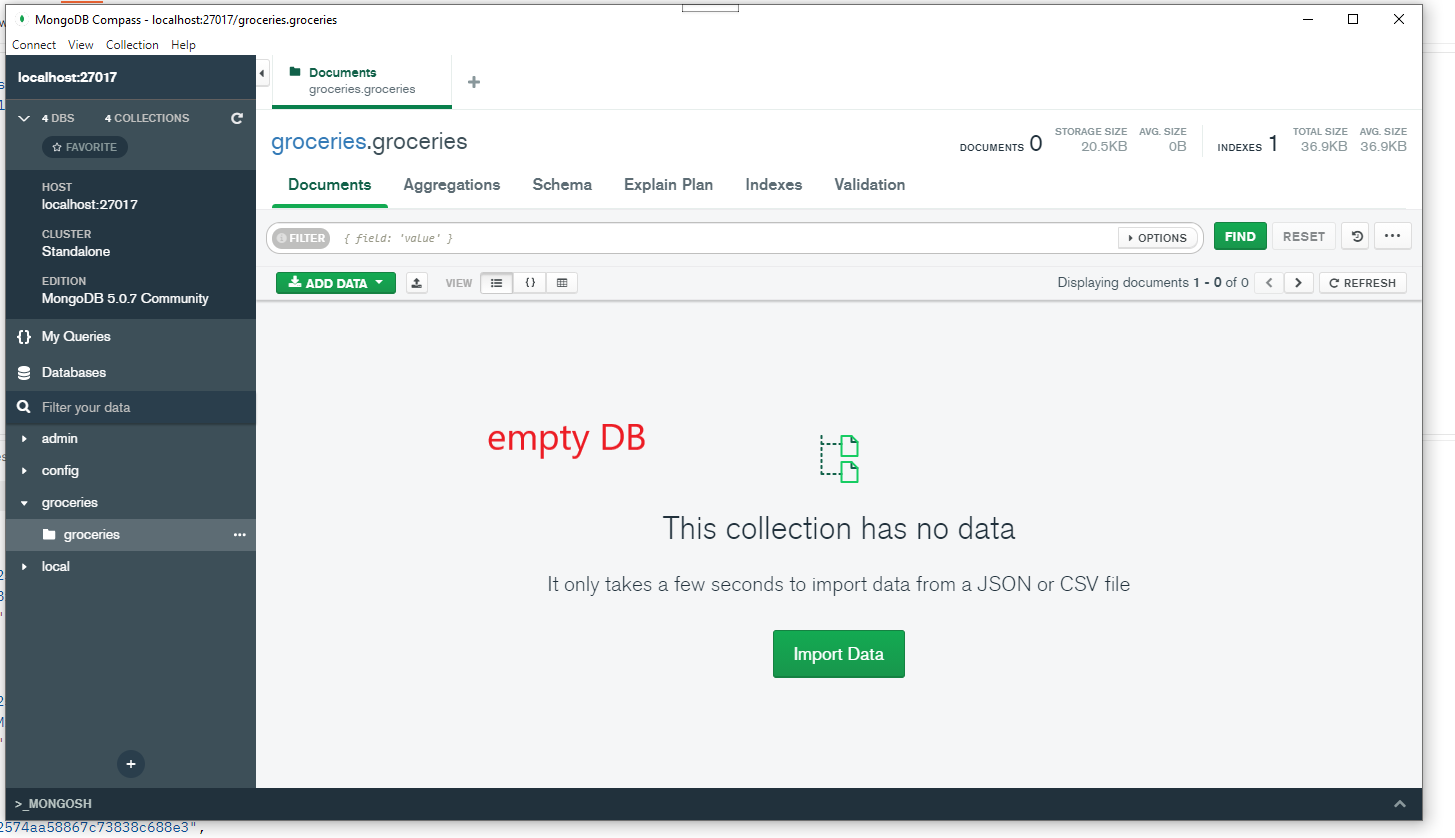 MongoDB Compass - localhost:27017/groceries.groceries
Connect View Collection Help
localhost:27017
4 DBS 4 COLLECTIONS
FAVORITE
HOST
localhost:27017
CLUSTER
Standalone
EDITION
MongoDB 5.0.7 Community
{} My Queries
Databases
Filter your data
admin
config
groceries
groceries
local
+
>_MONGOSH
Documents
groceries.groceries
+
groceries.groceries
DOCUMENTS 0
STORAGE SIZE
20.5KB
AVG. SIZE
0B
INDEXES 1
TOTAL SIZE
36.9KB
AVG. SIZE
36.9KB
Documents Aggregations Schema Explain Plan Indexes Validation
FILTER { field: 'value' } OPTIONS FIND RESET
ADD DATA VIEW {} Displaying documents 1 - 0 of 0 REFRESH
empty DB
This collection has no data
It only takes a few seconds to import data from a JSON or CSV file
Import Data
2574aa58867c73838c688e3",